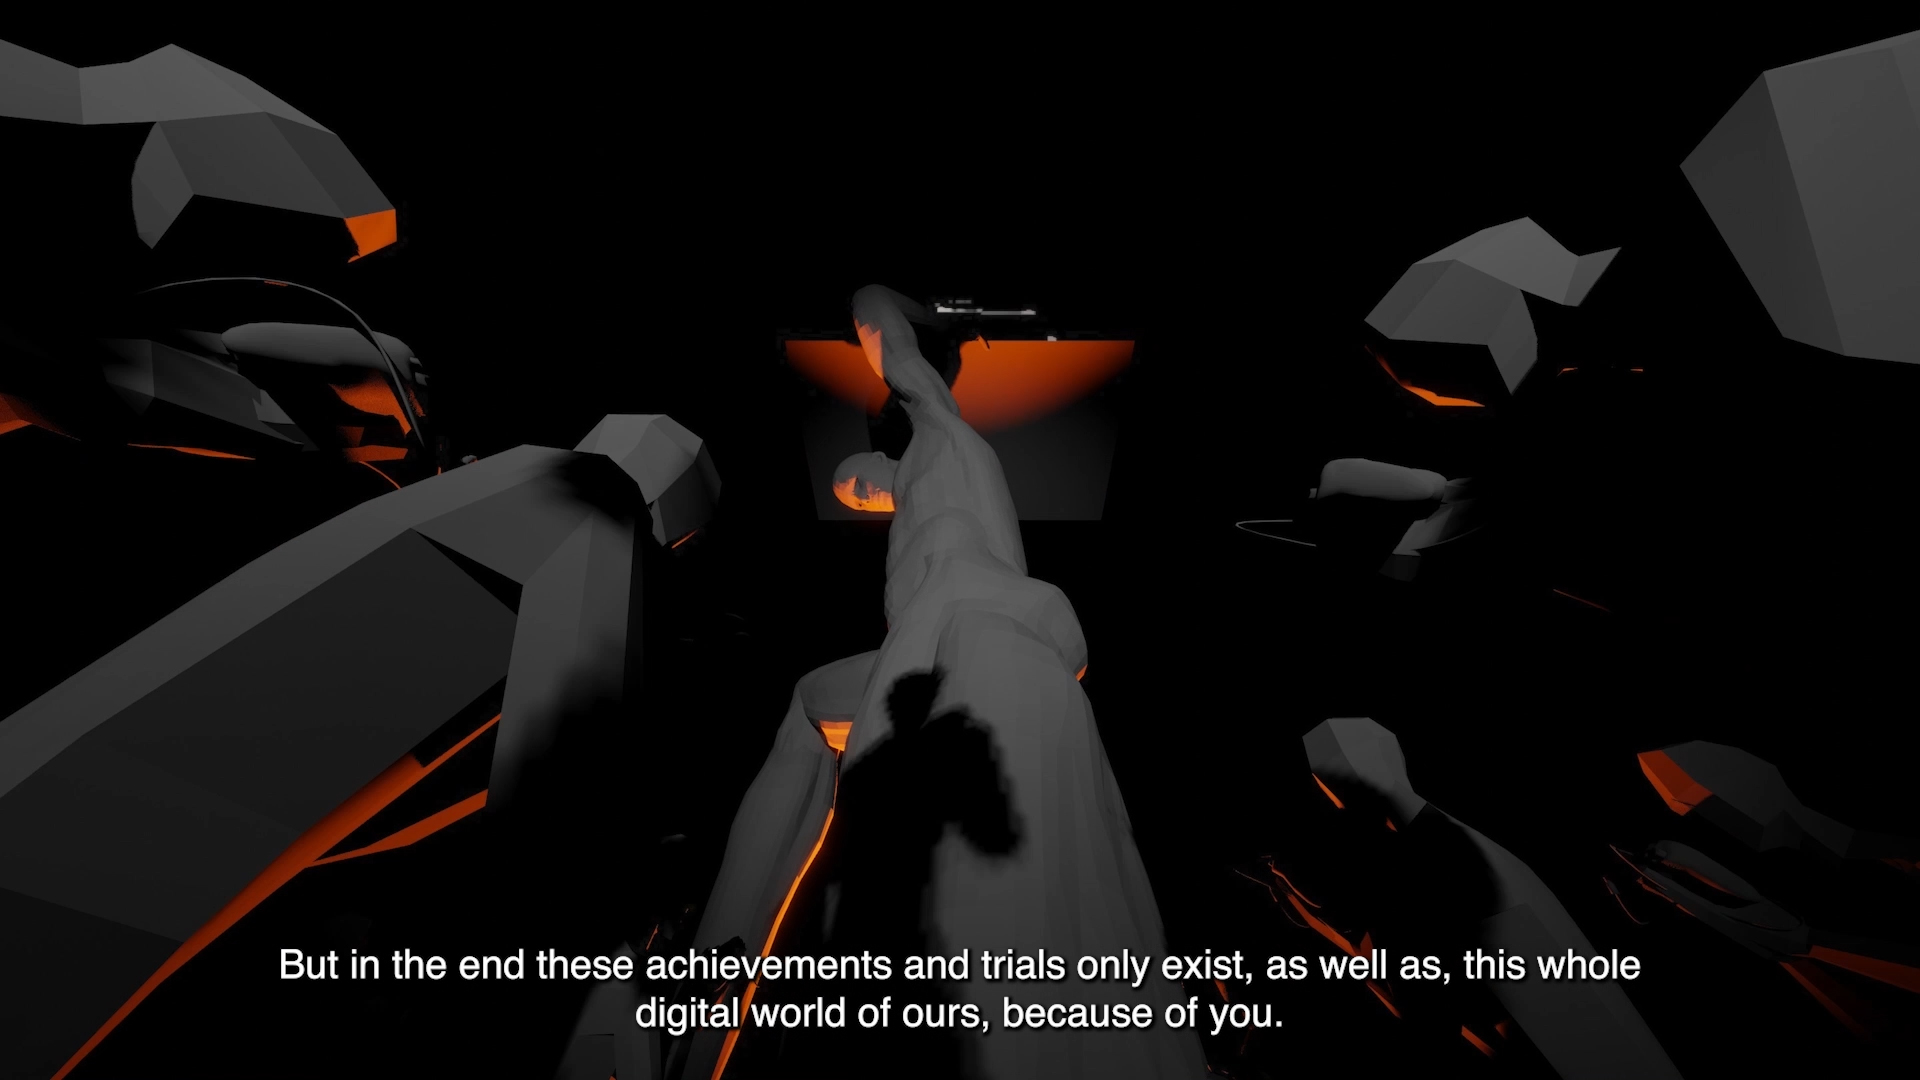 But in the end these achievements and trials only exist, as well as, this whole
digital world of ours, because of you.